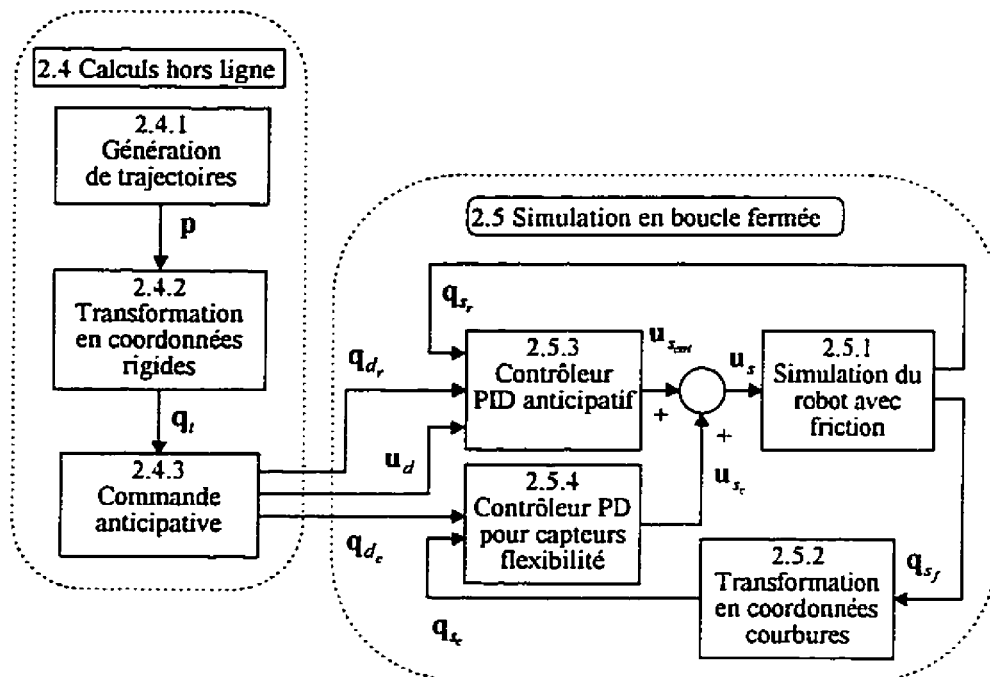 2.4 Calculs hors ligne
2.4.1
Génération
de trajectoires
p
2.4.2
Transformation
en coordonnées
rigides
q_t
2.4.3
Commande
anticipative
q_{d_r}
u_d
q_{d_c}
2.5 Simulation en boucle fermée
q_{s_r}
2.5.3
Contrôleur
PID anticipatif
u_{s_{ant}}
+
+
u_s
2.5.1
Simulation du
robot avec
friction
2.5.4
Contrôleur PD
pour capteurs
flexibilité
u_{s_c}
2.5.2
Transformation
en coordonnées
courbures
q_{s_f}
q_{s_c}